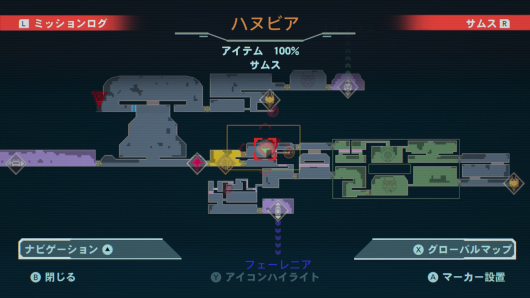 L ミッションログ
ハヌビア
サムス R
アイテム 100%
サムス
フェーレニア
ナビゲーション
X グローバルマップ
B 閉じる
Y アイコンハイライト
A マーカー設置